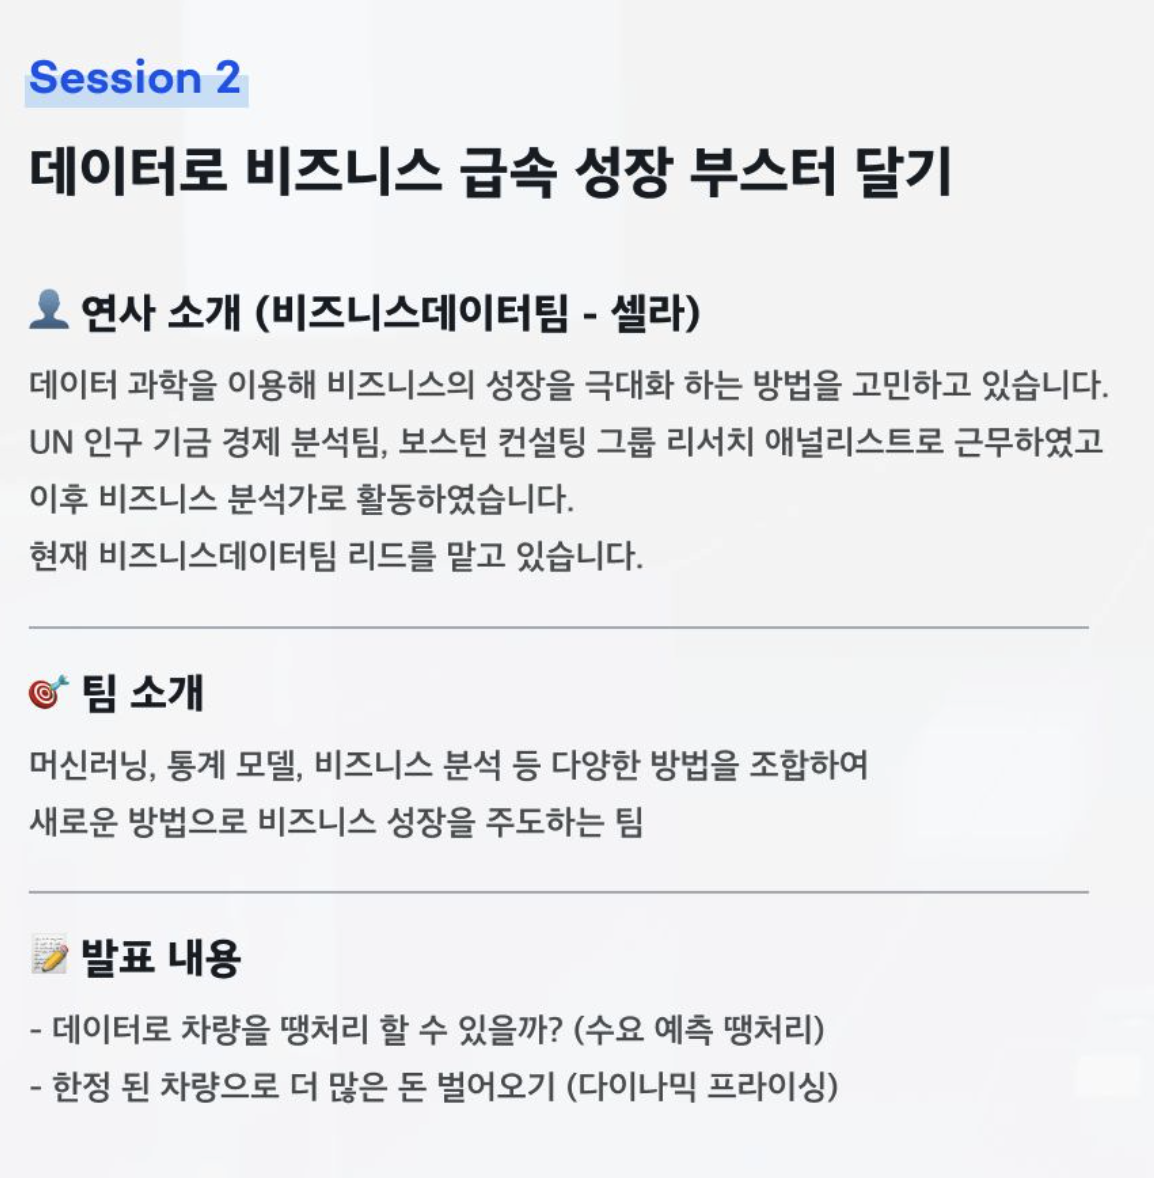 Session 2
데이터로 비즈니스 급속 성장 부스터 달기
연사 소개 (비즈니스데이터팀 - 셀라)
데이터 과학을 이용해 비즈니스의 성장을 극대화 하는 방법을 고민하고 있습니다.
UN 인구 기금 경제 분석팀, 보스턴 컨설팅 그룹 리서치 애널리스트로 근무하였고
이후 비즈니스 분석가로 활동하였습니다.
현재 비즈니스데이터팀 리드를 맡고 있습니다.
팀 소개
머신러닝, 통계 모델, 비즈니스 분석 등 다양한 방법을 조합하여
새로운 방법으로 비즈니스 성장을 주도하는 팀
발표 내용
- 데이터로 차량을 땡처리 할 수 있을까? (수요 예측 땡처리)
- 한정 된 차량으로 더 많은 돈 벌어오기 (다이나믹 프라이싱)